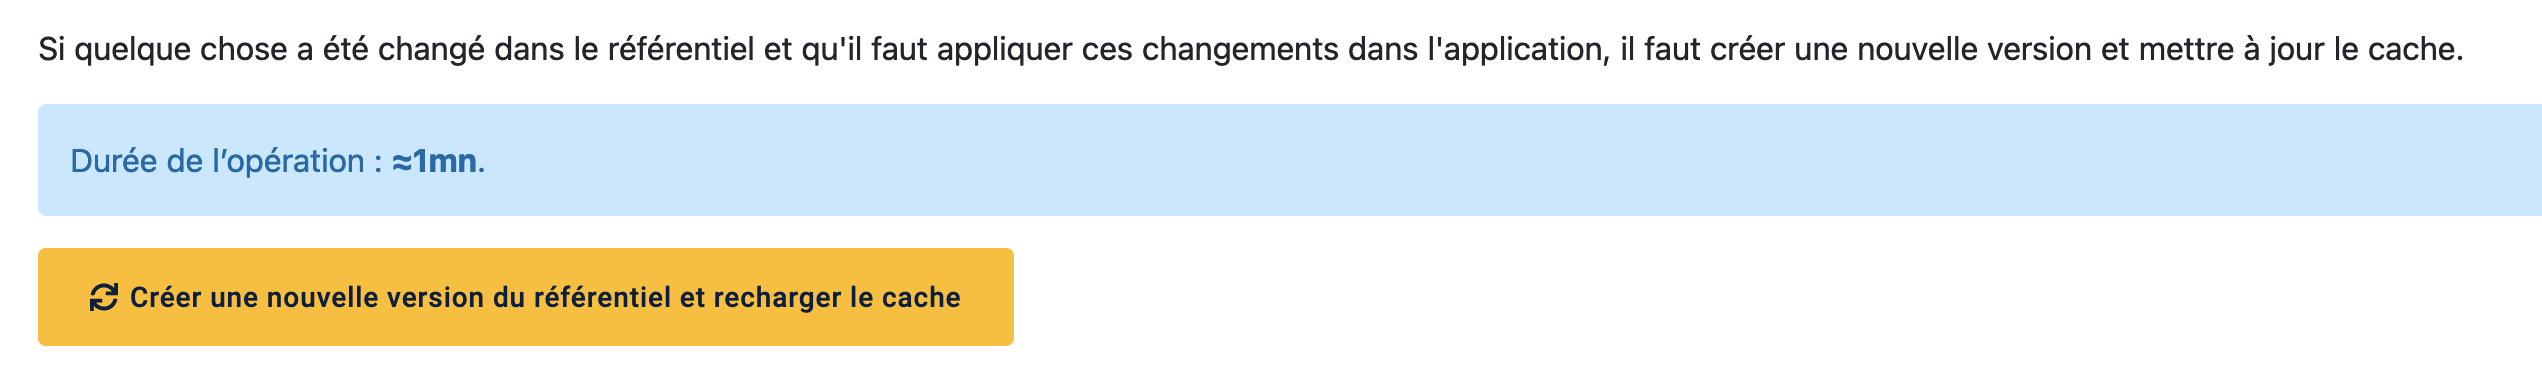 Si quelque chose a été changé dans le référentiel et qu'il faut appliquer ces changements dans l'application, il faut créer une nouvelle version et mettre à jour le cache.
Durée de l’opération : ≈1mn.
Créer une nouvelle version du référentiel et recharger le cache